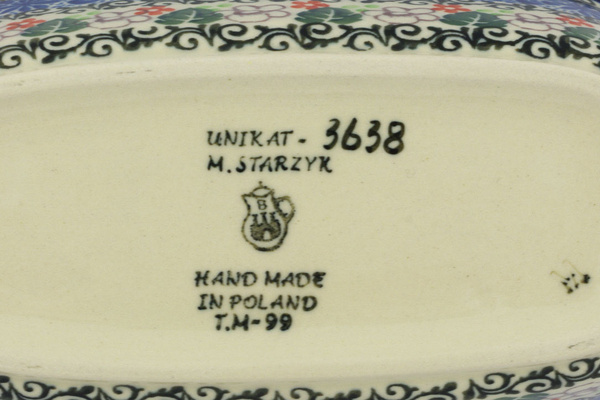 UNIKAT - 3638
M. STARZYK
B
HAND MADE
IN POLAND
T.M-99